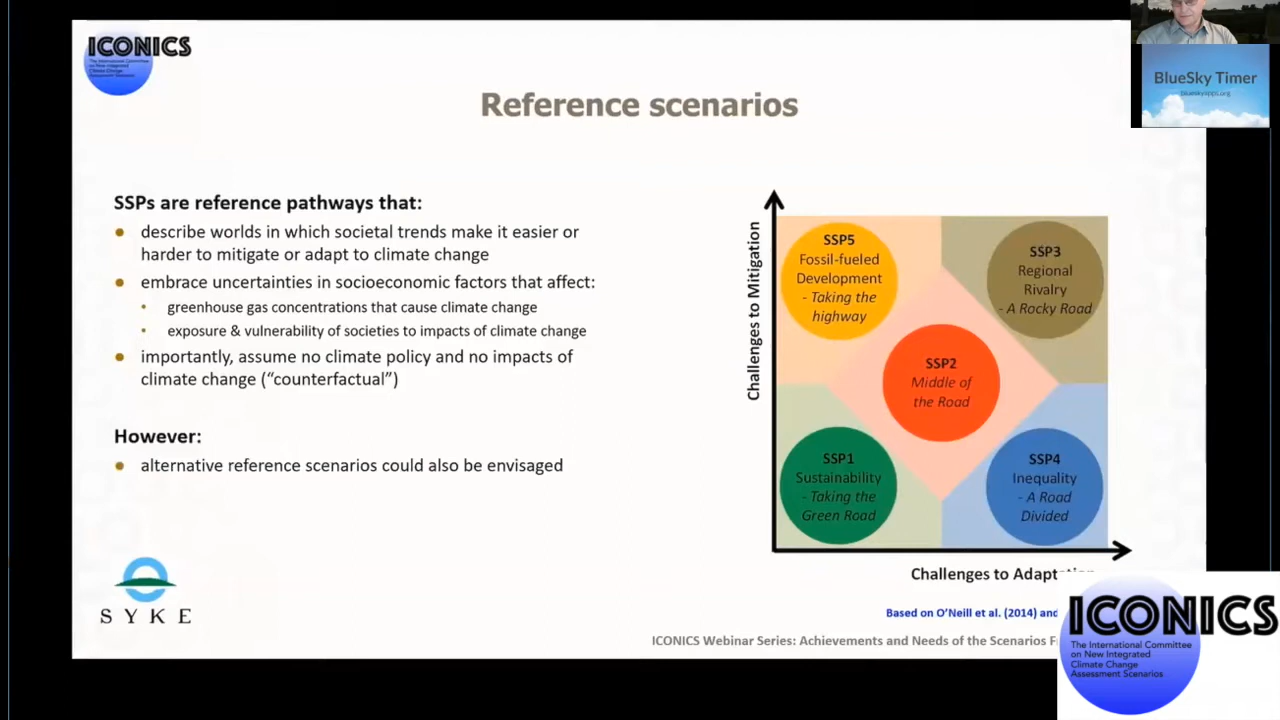 ICONICS
The International Committee
on New Integrated
Climate Change
Assessment Scenarios
BlueSky Timer
blueskyapps.org
Reference scenarios
SSPs are reference pathways that:
• describe worlds in which societal trends make it easier or
harder to mitigate or adapt to climate change
• embrace uncertainties in socioeconomic factors that affect:
• greenhouse gas concentrations that cause climate change
• exposure & vulnerability of societies to impacts of climate change
• importantly, assume no climate policy and no impacts of
climate change (“counterfactual”)
However:
• alternative reference scenarios could also be envisaged
Challenges to Mitigation
SSP5
Fossil-fueled
Development
- Taking the
highway
SSP3
Regional
Rivalry
- A Rocky Road
SSP2
Middle of
the Road
SSP1
Sustainability
- Taking the
Green Road
SSP4
Inequality
- A Road
Divided
Challenges to Adaptation
Based on O’Neill et al. (2014) and
SYKE
ICONICS Webinar Series: Achievements and Needs of the Scenarios
ICONICS
The International Committee
on New Integrated
Climate Change
Assessment Scenarios